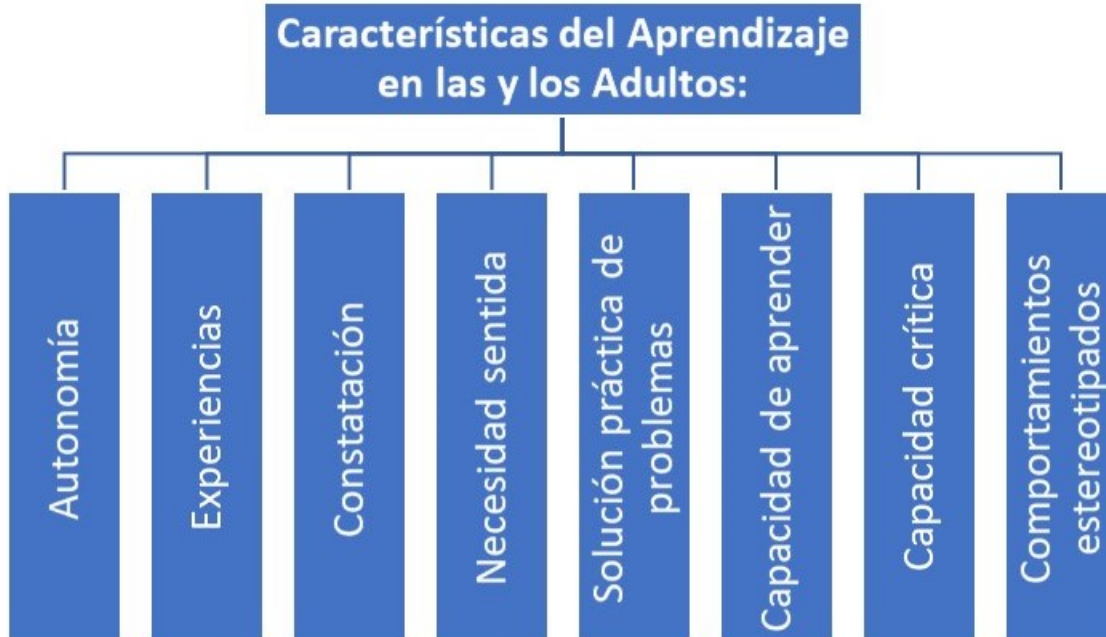 Características del Aprendizaje
en las y los Adultos:
Autonomía
Experiencias
Constatación
Necesidad sentida
Solución práctica de
problemas
Capacidad de aprender
Capacidad crítica
Comportamientos
estereotipados